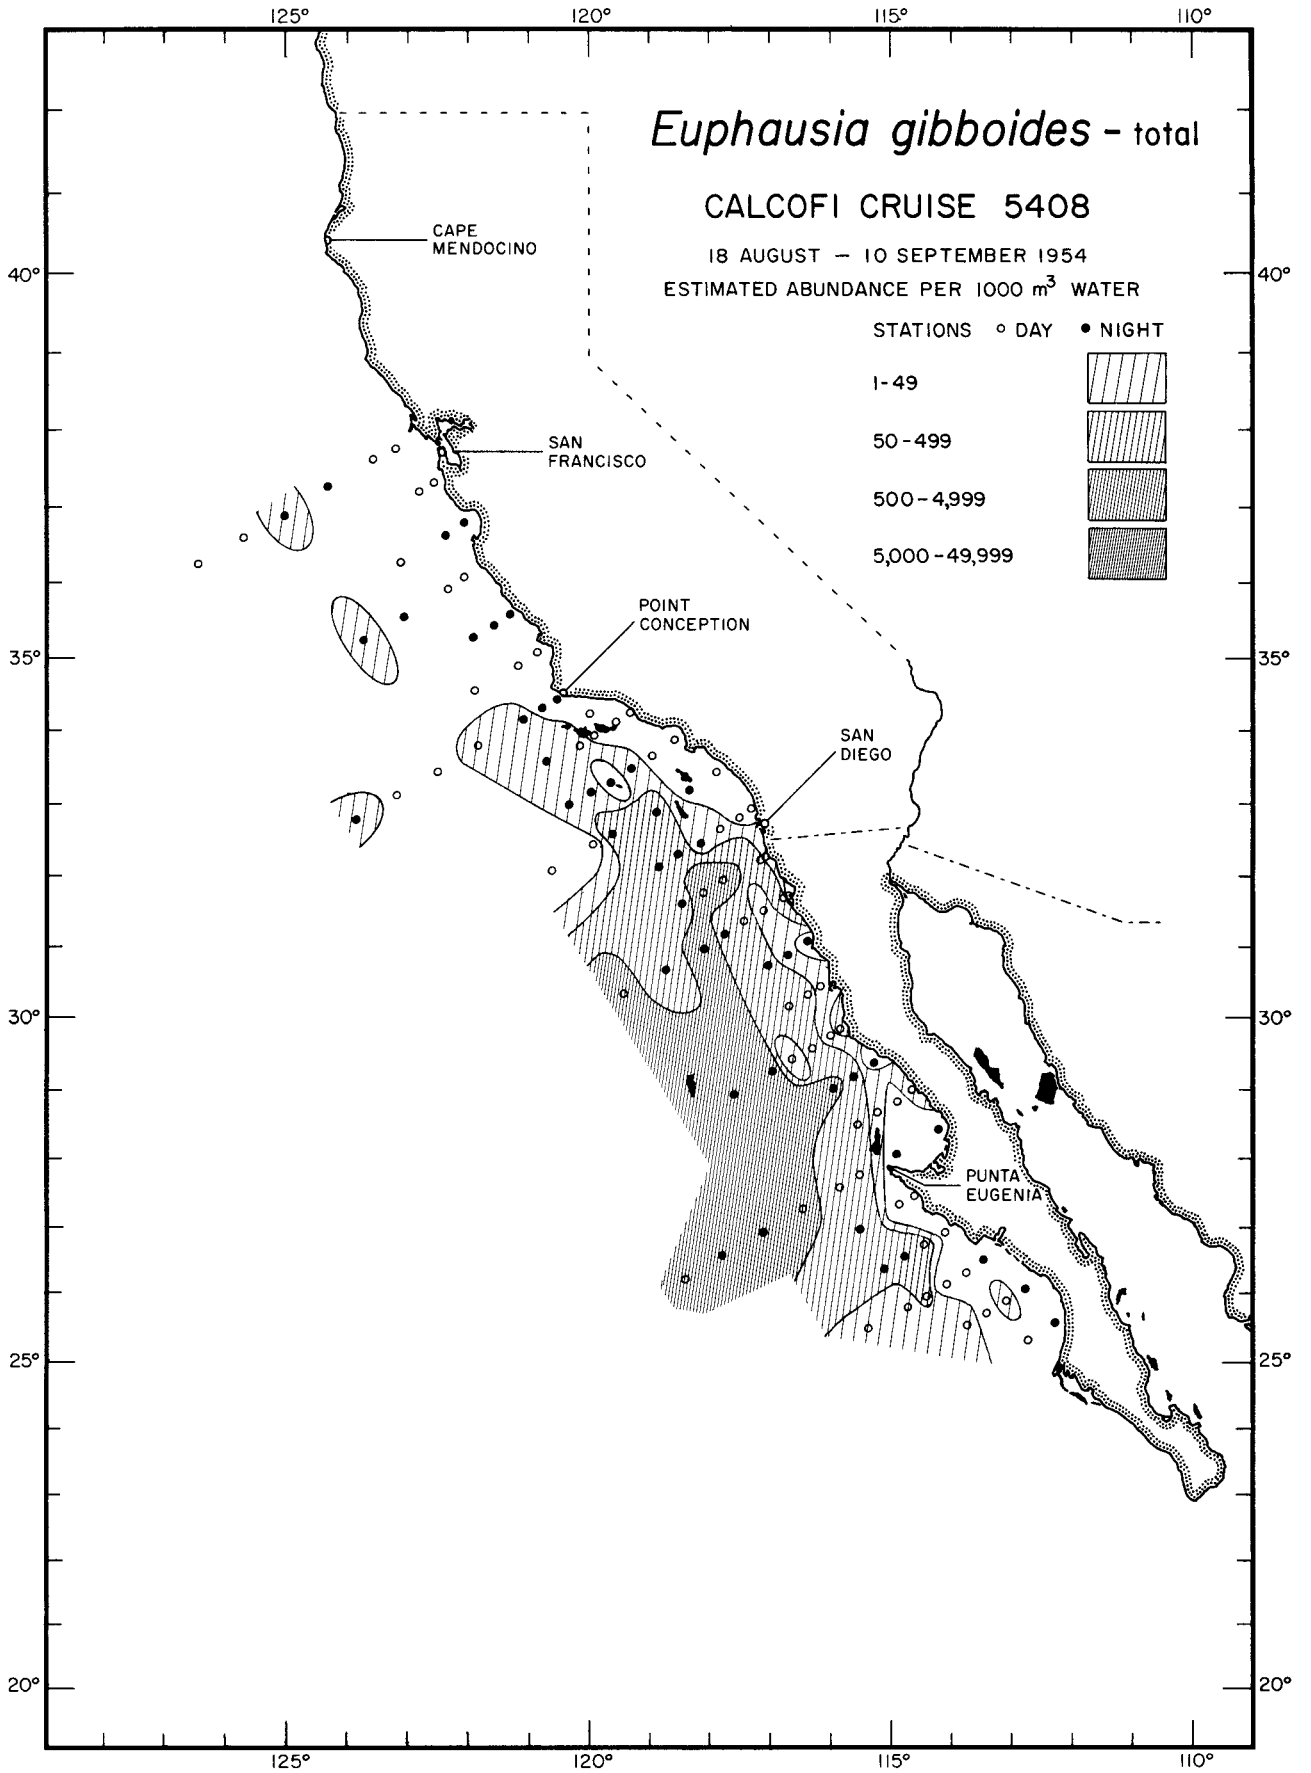 125° 120° 115° 110°
Euphausia gibboides - total
CALCOFI CRUISE 5408
18 AUGUST - 10 SEPTEMBER 1954
ESTIMATED ABUNDANCE PER 1000 m³ WATER
STATIONS ○ DAY ● NIGHT
1-49
50-499
500-4,999
5,000-49,999
CAPE
MENDOCINO
40° 40°
SAN
FRANCISCO
POINT
CONCEPTION
35° 35°
SAN
DIEGO
30° 30°
PUNTA
EUGENIA
25° 25°
20° 20°
125° 120° 115° 110°